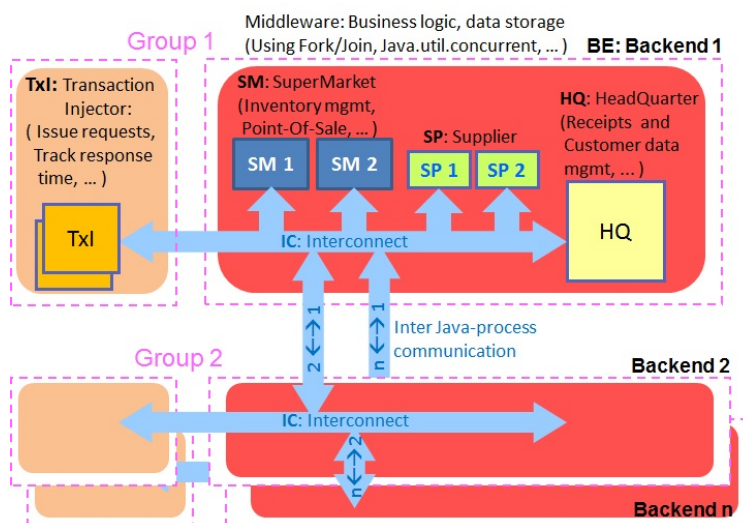 Middleware: Business logic, data storage
(Using Fork/Join, Java.util.concurrent, ... )
Group 1
BE: Backend 1
TxI: Transaction
Injector:
( Issue requests,
Track response
time, ... )
TxI
SM: SuperMarket
(Inventory mgmt,
Point-Of-Sale, ... )
SM 1
SM 2
SP: Supplier
SP 1
SP 2
HQ: HeadQuarter
(Receipts and
Customer data
mgmt, ...)
HQ
IC: Interconnect
2 ←→ 1
n ←→ 1
Inter Java-process
communication
Group 2
Backend 2
IC: Interconnect
n ←→ 2
Backend n